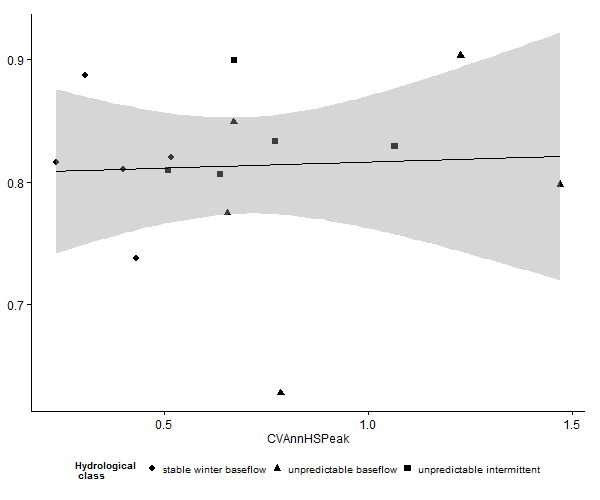 0.9
0.8
0.7
0.5 1.0 1.5
CVAnnHSPeak
Hydrological
class
stable winter baseflow unpredictable baseflow unpredictable intermittent